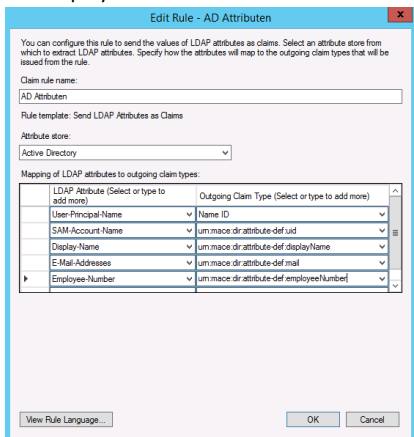 Edit Rule - AD Attributen
x
You can configure this rule to send the values of LDAP attributes as claims. Select an attribute store from
which to extract LDAP attributes. Specify how the attributes will map to the outgoing claim types that will be
issued from the rule.
Claim rule name:
AD Attributen
Rule template: Send LDAP Attributes as Claims
Attribute store:
Active Directory
Mapping of LDAP attributes to outgoing claim types:
LDAP Attribute (Select or type to add more) Outgoing Claim Type (Select or type to add more)
User-Principal-Name Name ID
SAM-Account-Name urn:mace:dir:attribute-def:uid
Display-Name urn:mace:dir:attribute-def:displayName
E-Mail-Addresses urn:mace:dir:attribute-def:mail
Employee-Number urn:mace:dir:attribute-def:employeeNumber
View Rule Language... OK Cancel